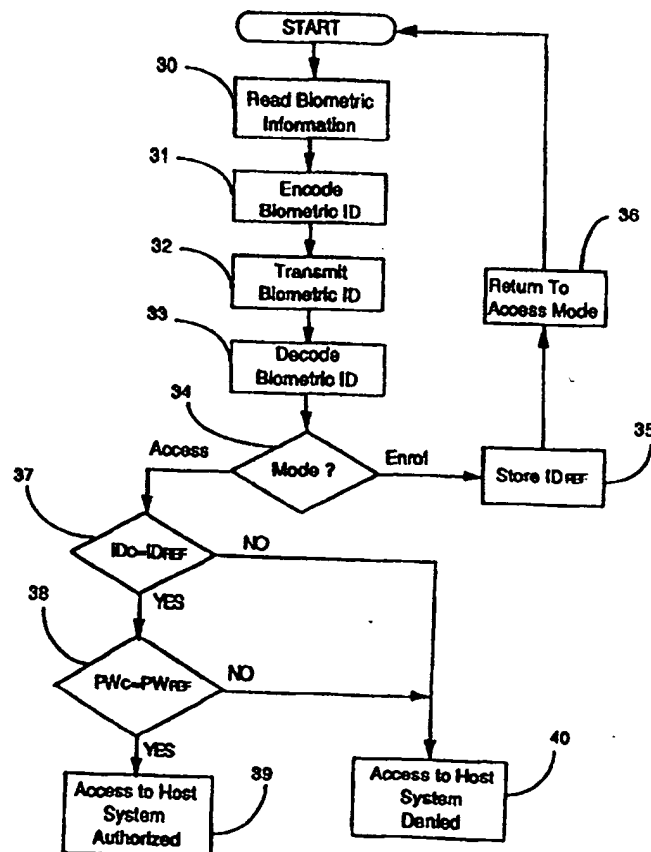 START
30
Read Biometric
Information
31
Encode
Biometric ID
32
Transmit
Biometric ID
33
Decode
Biometric ID
34
Mode ?
Access
Enrol
Store IDREF
35
Return To
Access Mode
36
37
IDC=IDREF
NO
YES
38
PWC=PWREF
NO
YES
Access to Host
System
Authorized
39
Access to Host
System
Denied
40